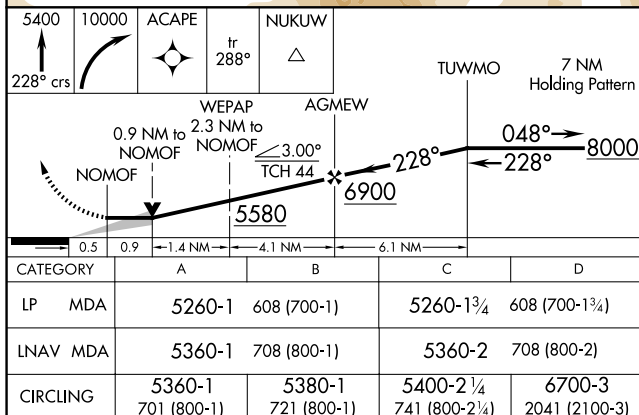 5400
228° crs
10000
ACAPE
tr
288°
NUKUW
TUWMO
7 NM
Holding Pattern
WEPAP
2.3 NM to
NOMOF
AGMEW
0.9 NM to
NOMOF
NOMOF
3.00°
TCH 44
228°
048°
228°
8000
6900
5580
0.5
0.9
1.4 NM
4.1 NM
6.1 NM
CATEGORY A B C D
LP MDA 5260-1 608 (700-1) 5260-1¾ 608 (700-1¾)
LNAV MDA 5360-1 708 (800-1) 5360-2 708 (800-2)
CIRCLING 5360-1 5380-1 5400-2¼ 6700-3
701 (800-1) 721 (800-1) 741 (800-2¼) 2041 (2100-3)